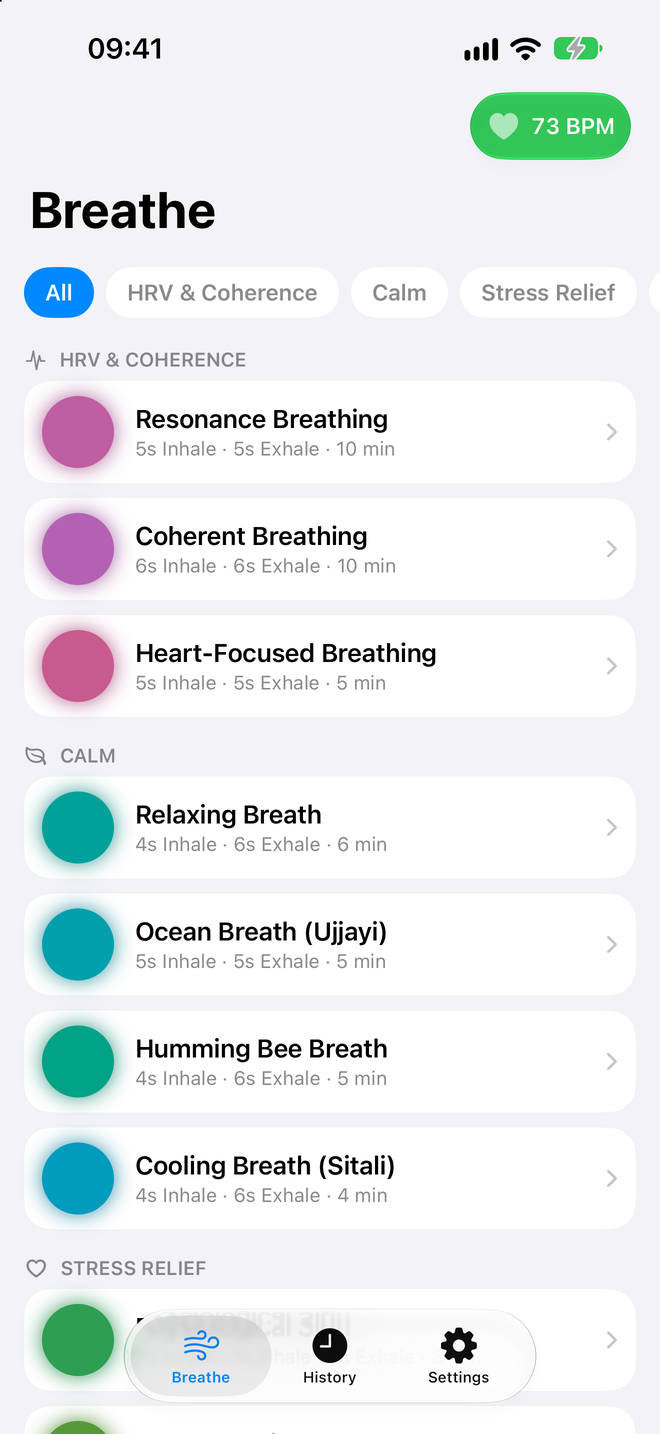 09:41
73 BPM
Breathe
All
HRV & Coherence
Calm
Stress Relief
HRV & COHERENCE
Resonance Breathing
5s Inhale · 5s Exhale · 10 min
Coherent Breathing
6s Inhale · 6s Exhale · 10 min
Heart-Focused Breathing
5s Inhale · 5s Exhale · 5 min
CALM
Relaxing Breath
4s Inhale · 6s Exhale · 6 min
Ocean Breath (Ujjayi)
5s Inhale · 5s Exhale · 5 min
Humming Bee Breath
4s Inhale · 6s Exhale · 5 min
Cooling Breath (Sitali)
4s Inhale · 6s Exhale · 4 min
STRESS RELIEF
Breathe
History
Settings